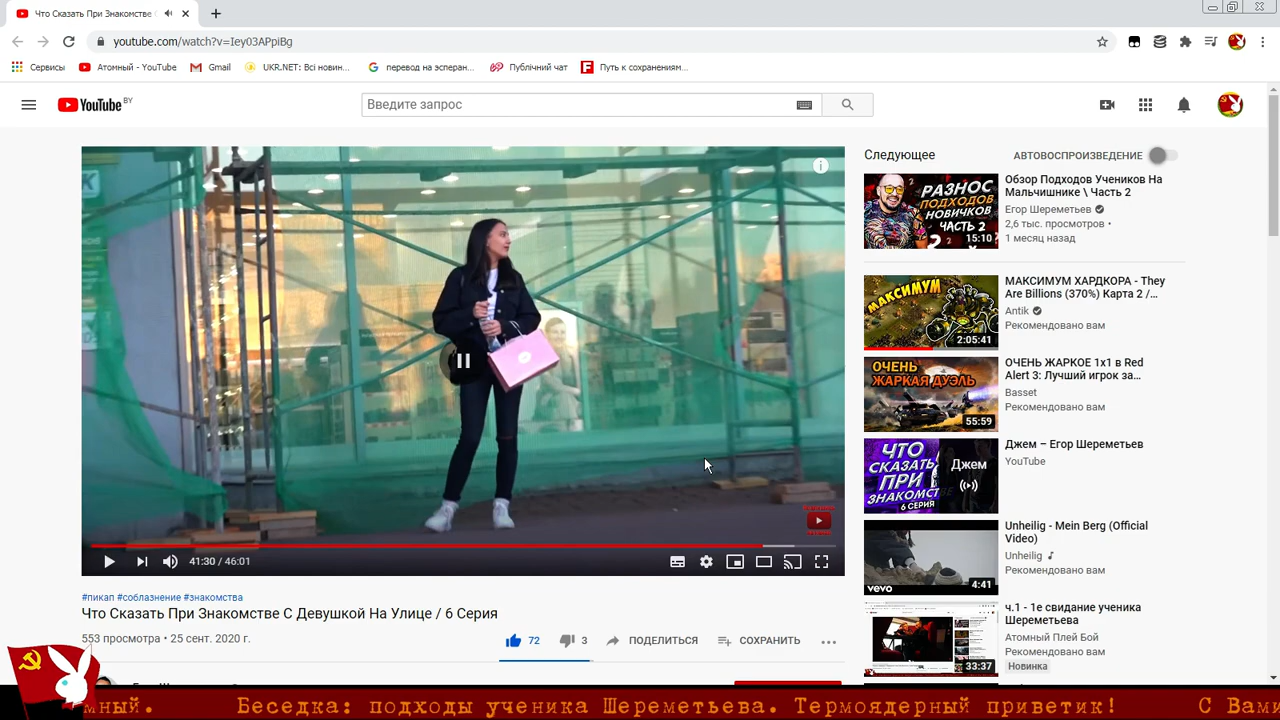 Что Сказать При Знакомстве
youtube.com/watch?v=Iey03APpiBg
Сервисы
Атомный - YouTube
Gmail
UKR.NET: Всі новин...
перевод на эсперан...
Публічний чат
Путь к сохранениям...
YouTube BY
Введите запрос
41:30 / 46:01
#пикап #соблазнение #знакомства
Что Сказать При Знакомстве С Девушкой На Улице / 6 Серия
553 просмотра • 25 сент. 2020 г.
72
3
ПОДЕЛИТЬСЯ
СОХРАНИТЬ
Следующее
АВТОВОСПРОИЗВЕДЕНИЕ
РАЗНОС
ПОДХОДОВ
НОВИЧКОВ
ЧАСТЬ 2
15:10
Обзор Подходов Учеников На
Мальчишнике \ Часть 2
Егор Шереметьев
2,6 тыс. просмотров •
1 месяц назад
МАКСИМУМ
2:05:41
МАКСИМУМ ХАРДКОРА - They
Are Billions (370%) Карта 2 /...
Antik
Рекомендовано вам
ОЧЕНЬ
ЖАРКАЯ ДУЭЛЬ
55:59
ОЧЕНЬ ЖАРКОЕ 1x1 в Red
Alert 3: Лучший игрок за...
Basset
Рекомендовано вам
ЧТО
СКАЗАТЬ
ПРИ
ЗНАКОМСТ
6 СЕРИЯ
Джем
Джем – Егор Шереметьев
YouTube
vevo
4:41
Unheilig - Mein Berg (Official
Video)
Unheilig
Рекомендовано вам
33:37
ч.1 - 1е свидание ученика
Шереметьева
Атомный Плей Бой
Рекомендовано вам
Новинка
мный. Беседка: подходы ученика Шереметьева. Термоядерный приветик! С Вами